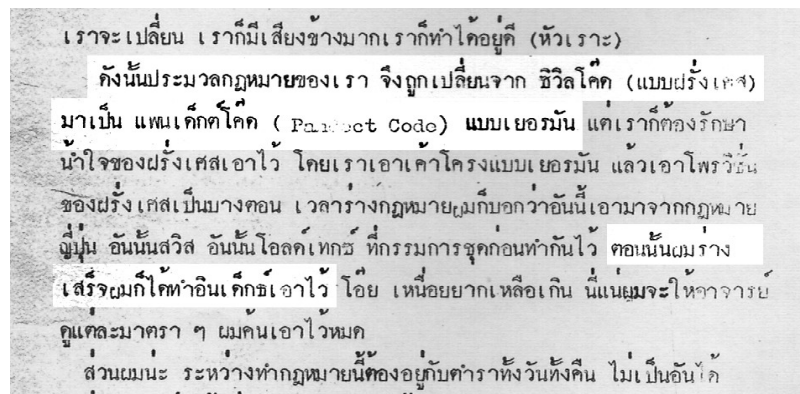 เราจะเปลี่ยน เราก็มีเสียงข้างมากเราก็ทำได้อยู่ดี (หัวเราะ)
ดังนั้นประมวลกฎหมายของเรา จึงถูกเปลี่ยนจาก ซิวิลโค๊ด (แบบฝรั่งเศส)
มาเป็น แพนเด็กต์โค๊ด ( Code) แบบเยอรมัน แต่เราก็ต้องรักษา
น้ำใจของฝรั่งเศสเอาไว้ โดยเราเอาเค้าโครงแบบเยอรมัน แล้วเอาโพรวิชั่น
ของฝรั่งเศสเป็นบางตอน เวลาร่างกฎหมายผมก็บอกว่าอันนี้เอามาจากกฎหมาย
ญี่ปุ่น อันนั้นสวิส อันนั้นโอลด์เทกซ์ ที่กรรมการชุดก่อนทำกันไว้ ตอนนั้นผมร่าง
เสร็จผมก็ได้ทำอินเด็กธ์เอาไว้ โอ๊ย เหนื่อยยากเหลือเกิน นี่แน่ผมจะให้อาจารย์
ดูแต่ละมาตรา ๆ ผมค้นเอาไว้หมด
ส่วนผมน่ะ ระหว่างทำกฎหมายนี้ต้องอยู่กับตำราทั้งวันทั้งคืน ไม่เป็นอันได้